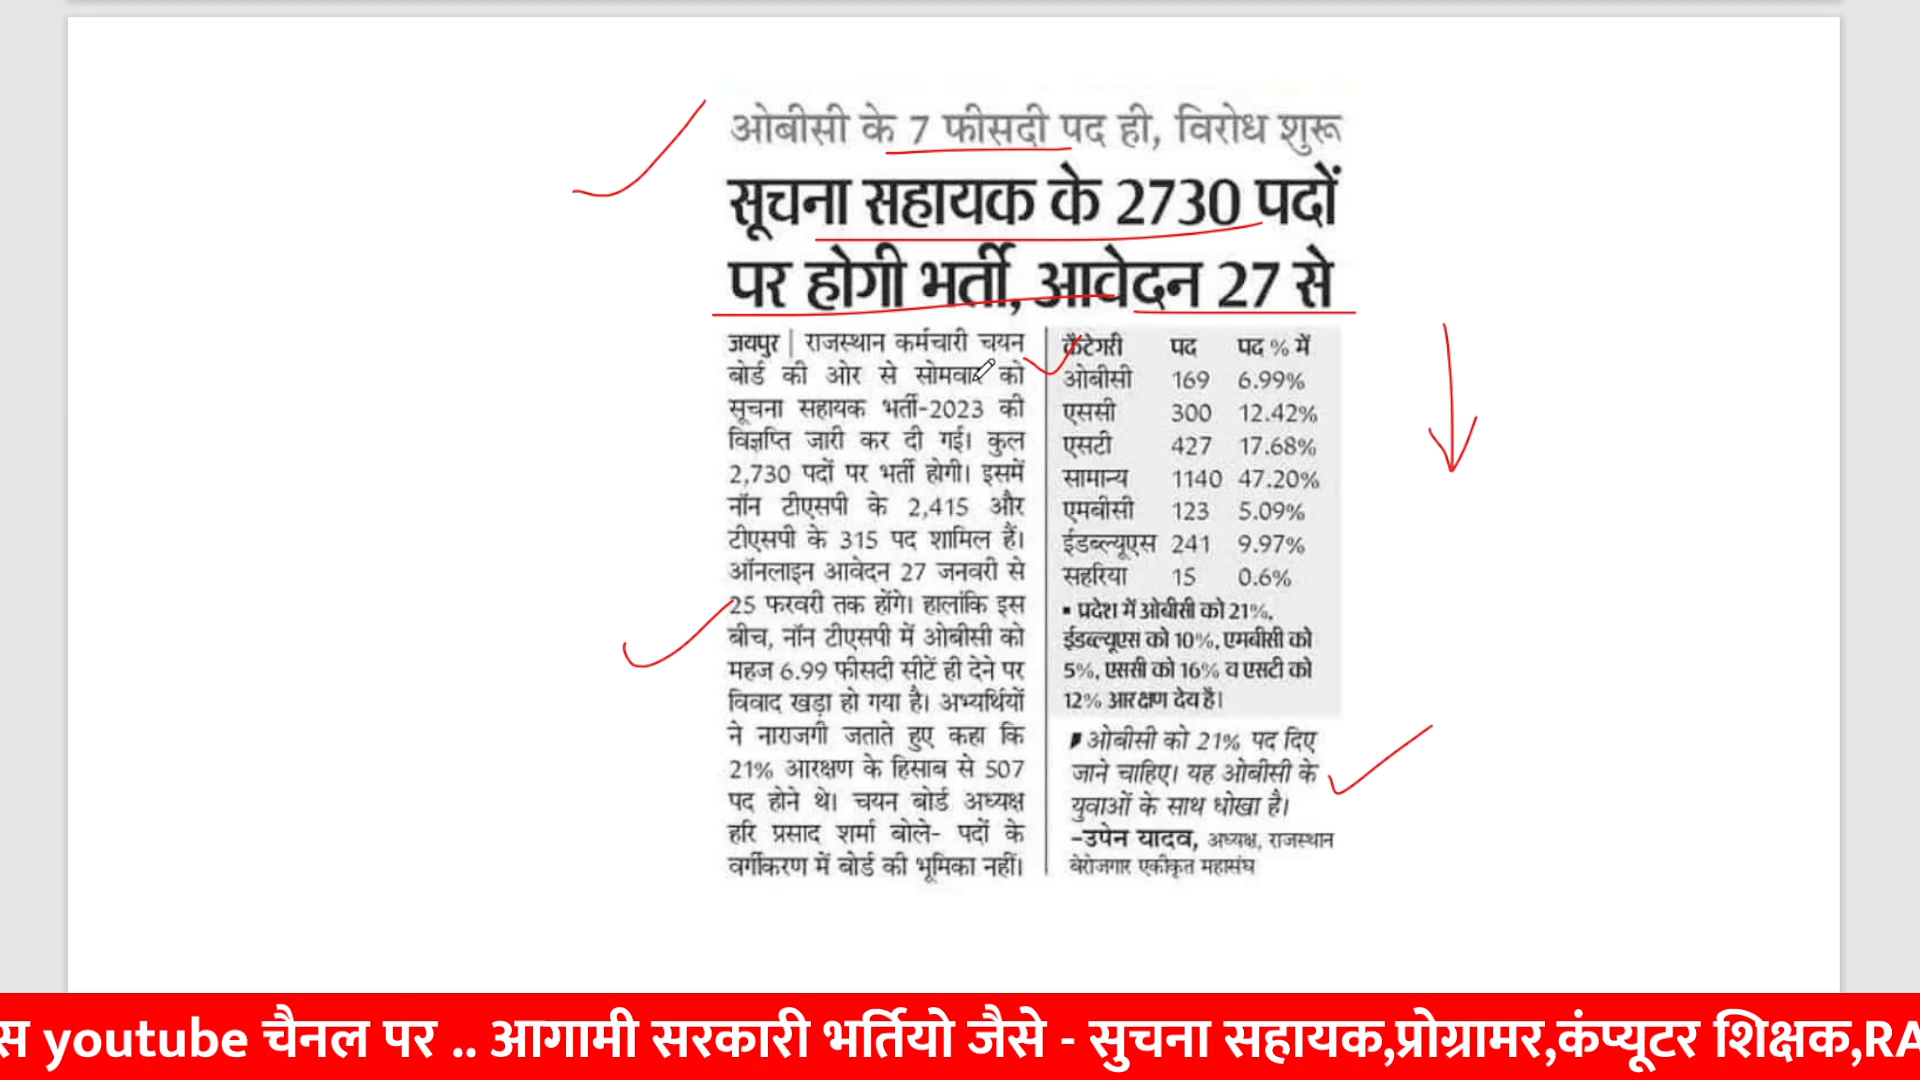 ओबीसी के 7 फीसदी पद ही, विरोध शुरू
सूचना सहायक के 2730 पदों
पर होगी भर्ती, आवेदन 27 से
जयपुर | राजस्थान कर्मचारी चयन
बोर्ड की ओर से सोमवार को
सूचना सहायक भर्ती-2023 की
विज्ञप्ति जारी कर दी गई। कुल
2,730 पदों पर भर्ती होगी। इसमें
नॉन टीएसपी के 2,415 और
टीएसपी के 315 पद शामिल हैं।
ऑनलाइन आवेदन 27 जनवरी से
25 फरवरी तक होंगे। हालांकि इस
बीच, नॉन टीएसपी में ओबीसी को
महज 6.99 फीसदी सीटें ही देने पर
विवाद खड़ा हो गया है। अभ्यर्थियों
ने नाराजगी जताते हुए कहा कि
21% आरक्षण के हिसाब से 507
पद होने थे। चयन बोर्ड अध्यक्ष
हरि प्रसाद शर्मा बोले- पदों के
वर्गीकरण में बोर्ड की भूमिका नहीं।
कैटेगरी पद पद % में
ओबीसी 169 6.99%
एससी 300 12.42%
एसटी 427 17.68%
सामान्य 1140 47.20%
एमबीसी 123 5.09%
ईडब्ल्यूएस 241 9.97%
सहरिया 15 0.6%
▪ प्रदेश में ओबीसी को 21%,
ईडब्ल्यूएस को 10%, एमबीसी को
5%, एससी को 16% व एसटी को
12% आरक्षण देय है।
ओबीसी को 21% पद दिए
जाने चाहिए। यह ओबीसी के
युवाओं के साथ धोखा है।
-उपेन यादव, अध्यक्ष, राजस्थान
बेरोजगार एकीकृत महासंघ
स youtube चैनल पर .. आगामी सरकारी भर्तियो जैसे - सुचना सहायक,प्रोग्रामर,कंप्यूटर शिक्षक,RA